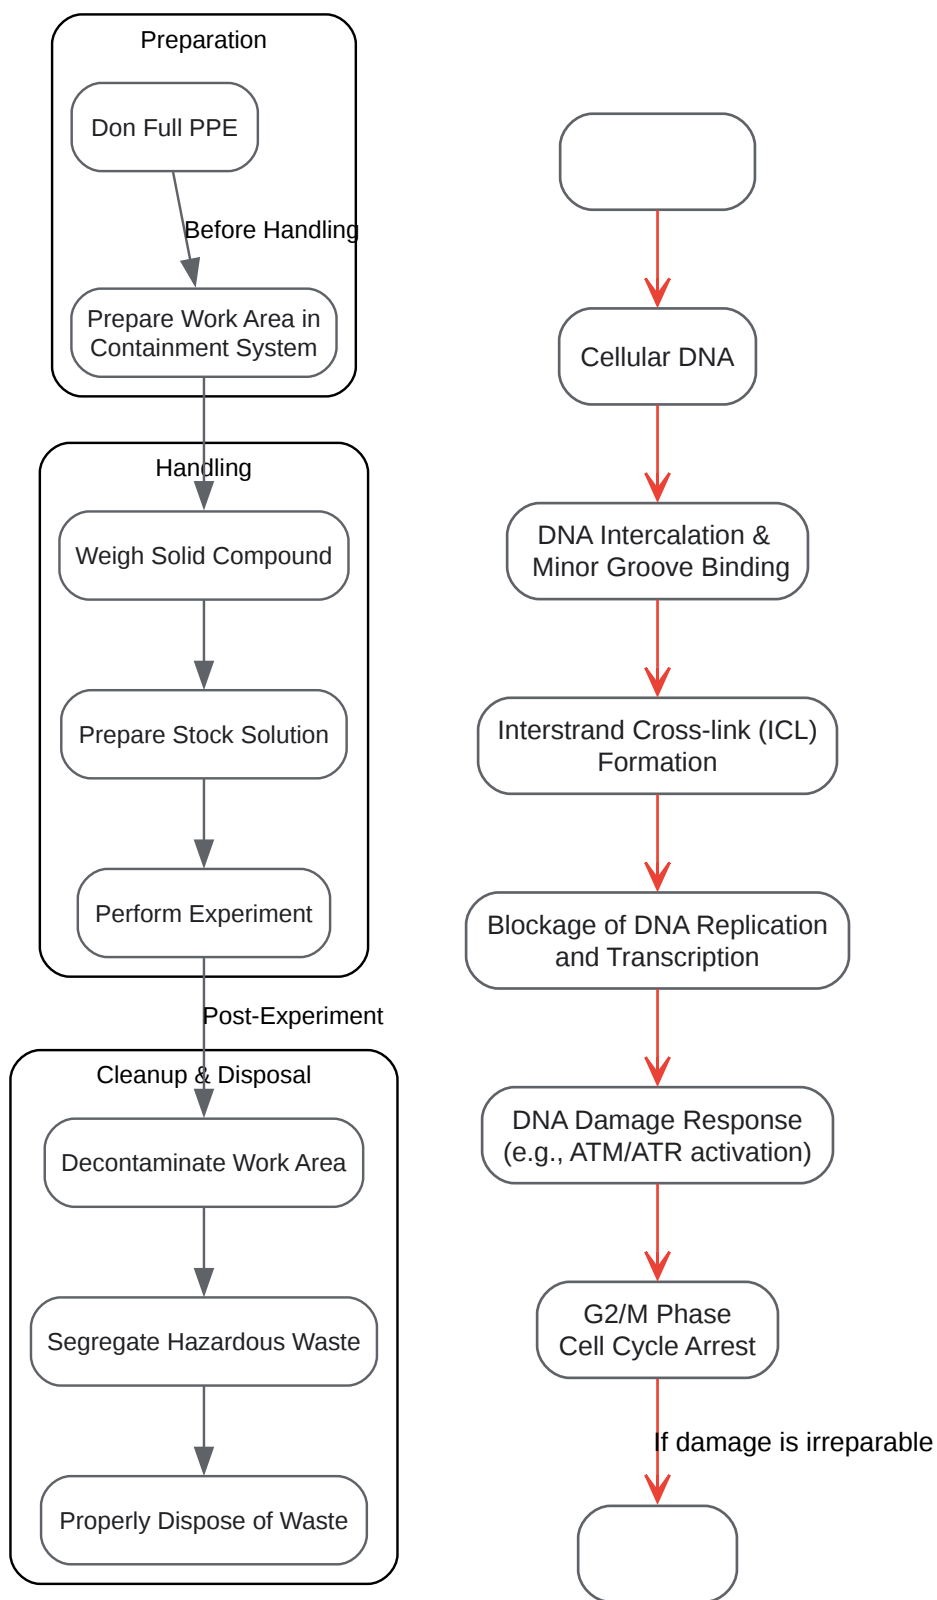 Preparation
Don Full PPE
Before Handling
Prepare Work Area in
Containment System
Handling
Weigh Solid Compound
Prepare Stock Solution
Perform Experiment
Post-Experiment
Cleanup & Disposal
Decontaminate Work Area
Segregate Hazardous Waste
Properly Dispose of Waste
Cellular DNA
DNA Intercalation &
Minor Groove Binding
Interstrand Cross-link (ICL)
Formation
Blockage of DNA Replication
and Transcription
DNA Damage Response
(e.g., ATM/ATR activation)
G2/M Phase
Cell Cycle Arrest
If damage is irreparable